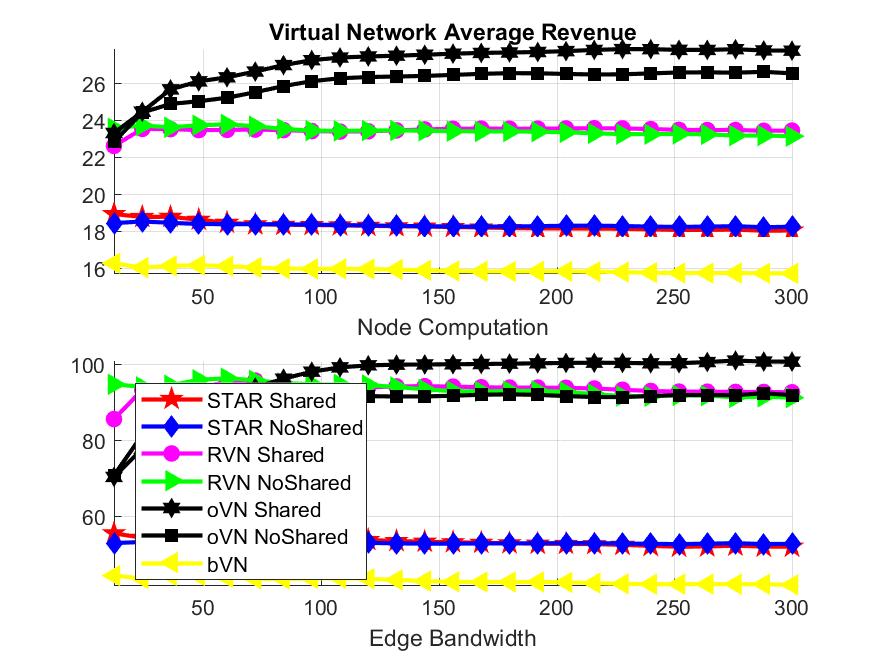 Virtual Network Average Revenue
26
24
22
20
18
16
50 100 150 200 250 300
Node Computation
100
80
60
STAR Shared
STAR NoShared
RVN Shared
RVN NoShared
oVN Shared
oVN NoShared
bVN
50 100 150 200 250 300
Edge Bandwidth